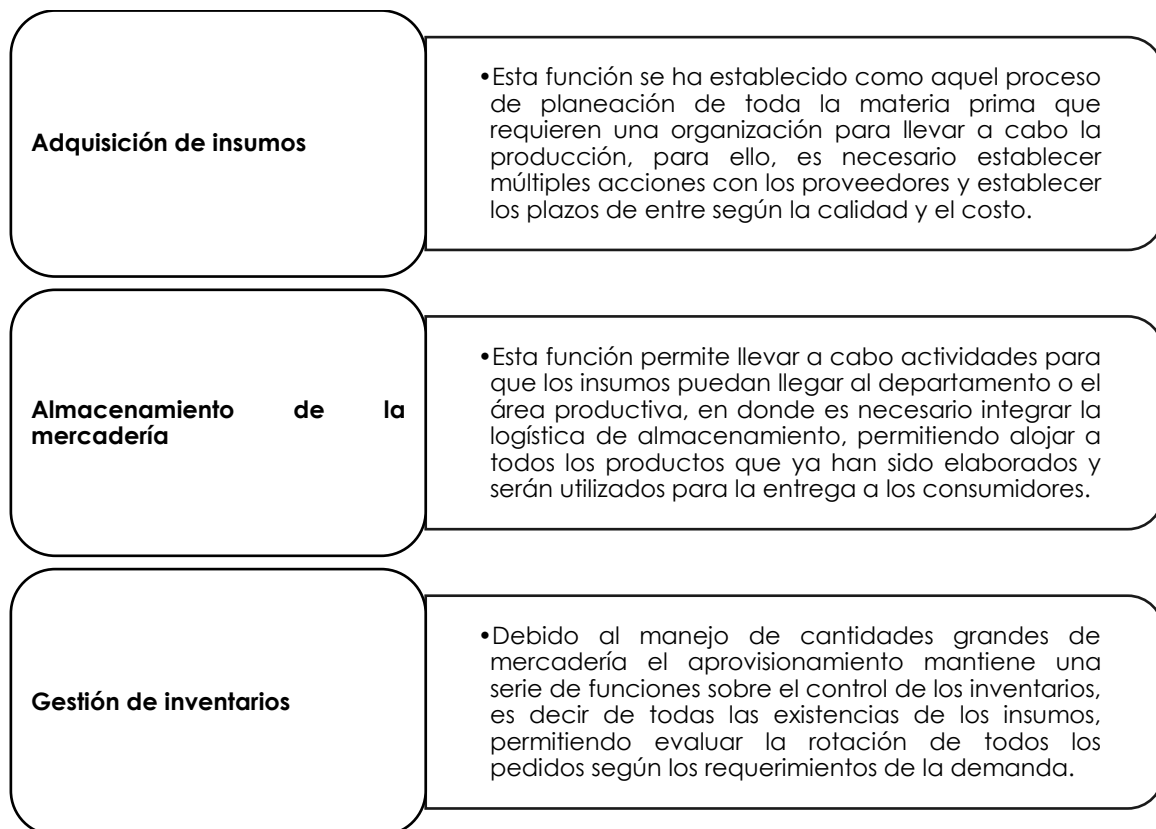 Adquisición de insumos
•Esta función se ha establecido como aquel proceso
de planeación de toda la materia prima que
requieren una organización para llevar a cabo la
producción, para ello, es necesario establecer
múltiples acciones con los proveedores y establecer
los plazos de entre según la calidad y el costo.
Almacenamiento de la
mercadería
•Esta función permite llevar a cabo actividades para
que los insumos puedan llegar al departamento o el
área productiva, en donde es necesario integrar la
logística de almacenamiento, permitiendo alojar a
todos los productos que ya han sido elaborados y
serán utilizados para la entrega a los consumidores.
Gestión de inventarios
•Debido al manejo de cantidades grandes de
mercadería el aprovisionamiento mantiene una
serie de funciones sobre el control de los inventarios,
es decir de todas las existencias de los insumos,
permitiendo evaluar la rotación de todos los
pedidos según los requerimientos de la demanda.